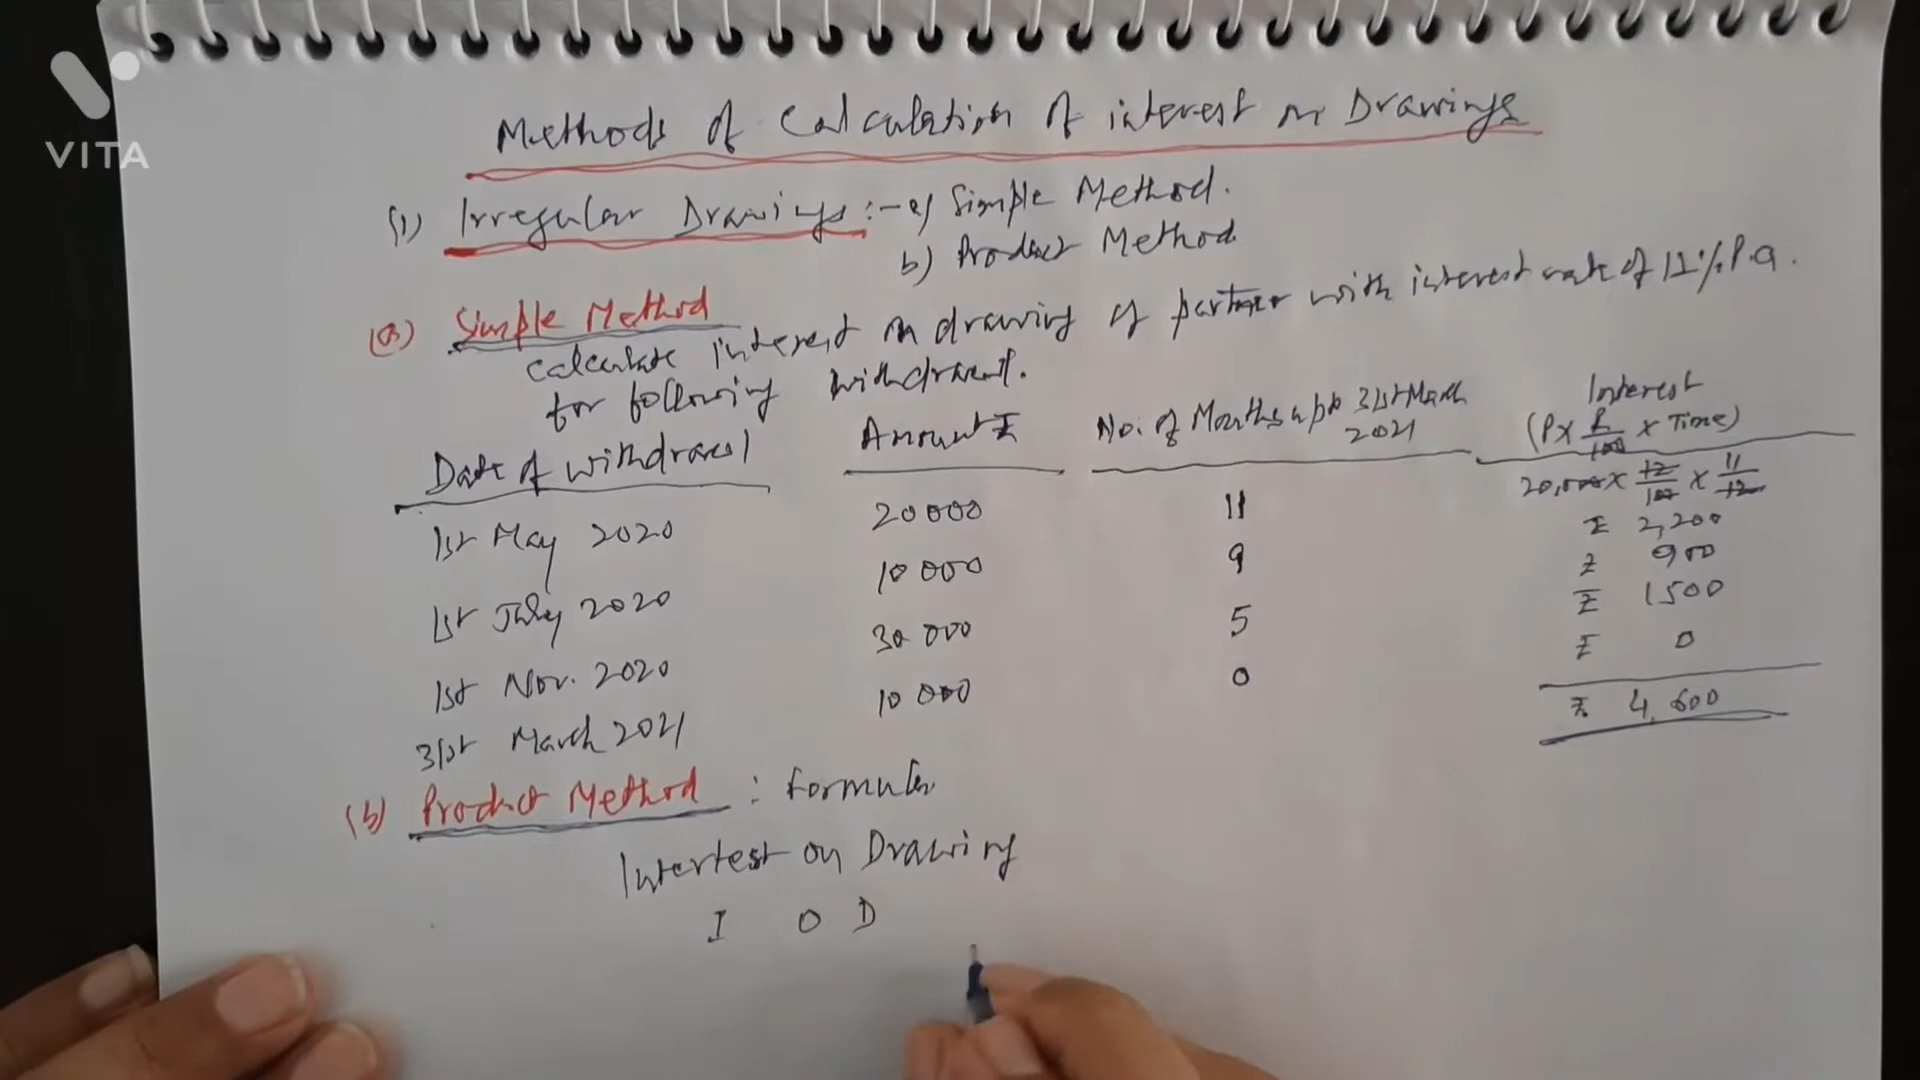 VITA
Methods of Calculation of interest on Drawings
(1) Irregular Drawings :- a) Simple Method.
b) Product Method
(a) Simple Method
calculate interest on drawing of partner with interest rate of 12% P.a.
for following withdrawal.
Date of withdrawal Amount ₹ No. of Months upto 31st March 2021 Interest (P x R/100 x Time)
20,000 x 12/100 x 11/12
1st May 2020 20000 11 ₹ 2,200
1st July 2020 10000 9 ₹ 900
1st Nov. 2020 30000 5 ₹ 1500
31st March 2021 10000 0 ₹ 0
₹ 4,600
(b) Product Method : Formula
Intertest on Drawing
I O D